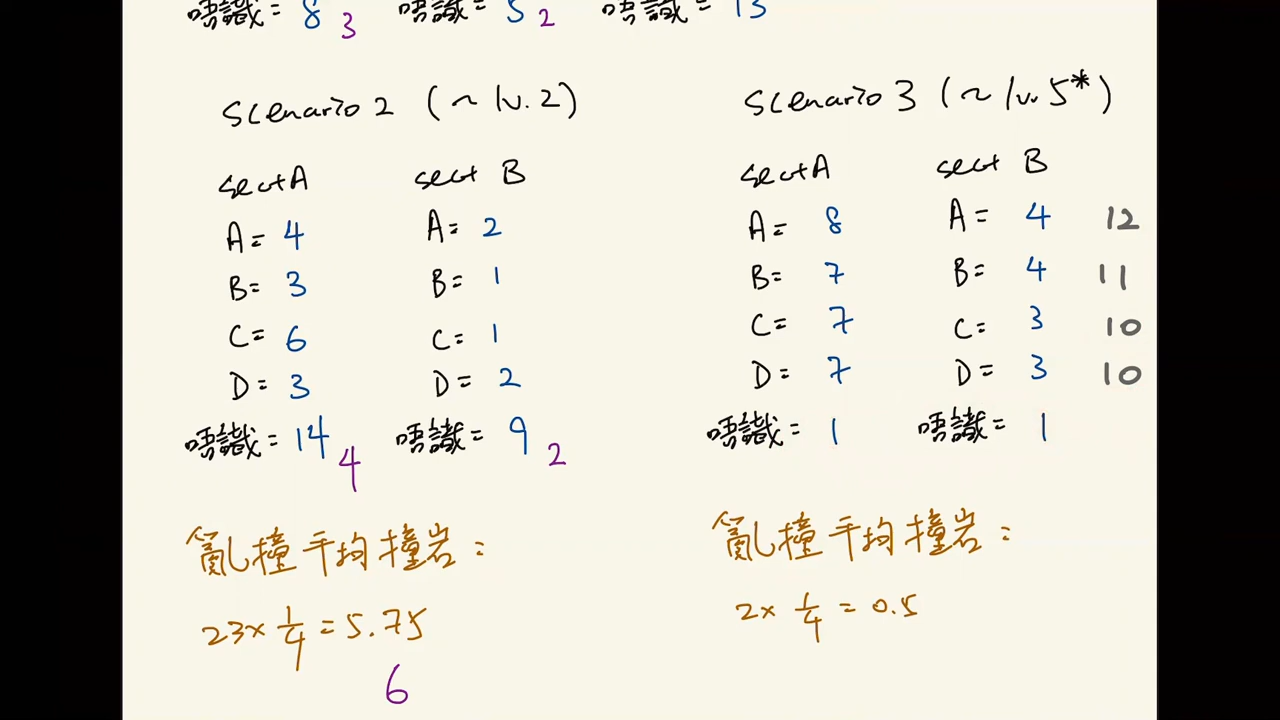 唔識= 8 3 唔識= 5 2 唔識= 13
Scenario 2 (~ lv. 2)
sect A sect B
A= 4 A= 2
B= 3 B= 1
C= 6 C= 1
D= 3 D= 2
唔識= 14 4 唔識= 9 2
亂撞平均撞岩=
23× 1/4 = 5.75
6
Scenario 3 (~ lv. 5*)
sect A sect B
A= 8 A= 4 12
B= 7 B= 4 11
C= 7 C= 3 10
D= 7 D= 3 10
唔識= 1 唔識= 1
亂撞平均撞岩=
2× 1/4 = 0.5